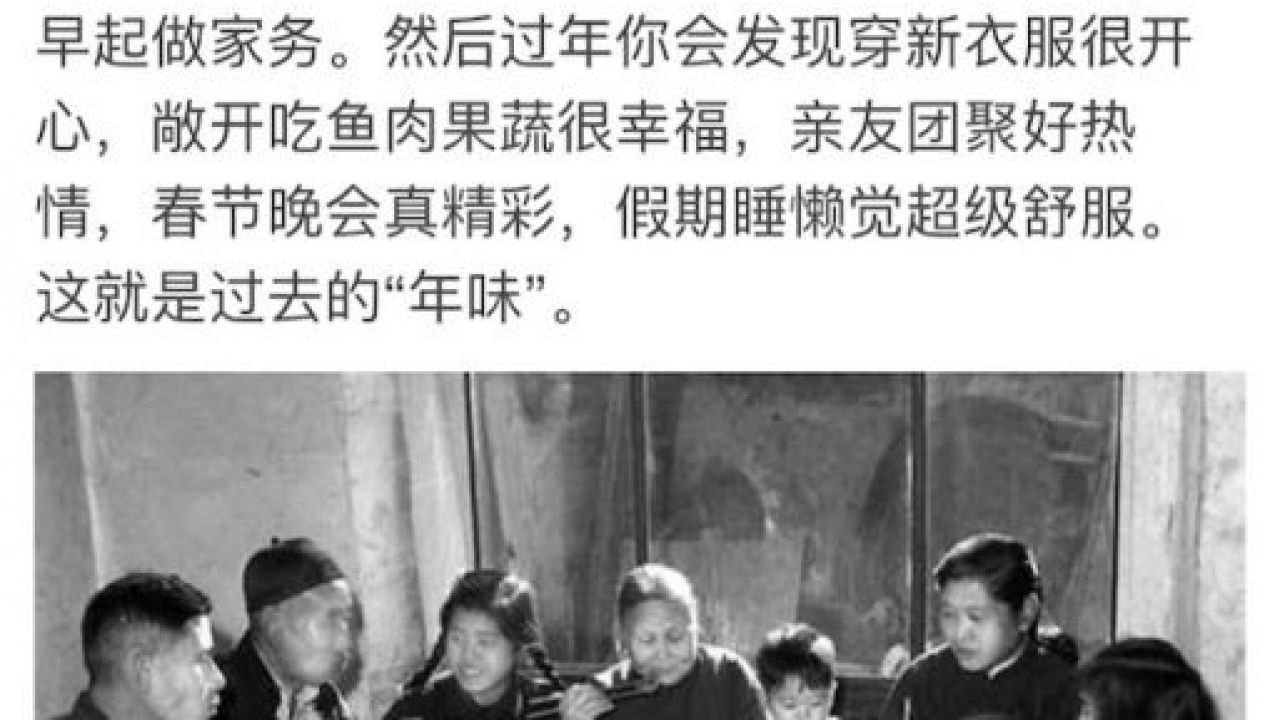 早起做家务。然后过年你会发现穿新衣服很开
心，敞开吃鱼肉果蔬很幸福，亲友团聚好热
情，春节晚会真精彩，假期睡懒觉超级舒服。
这就是过去的“年味”。